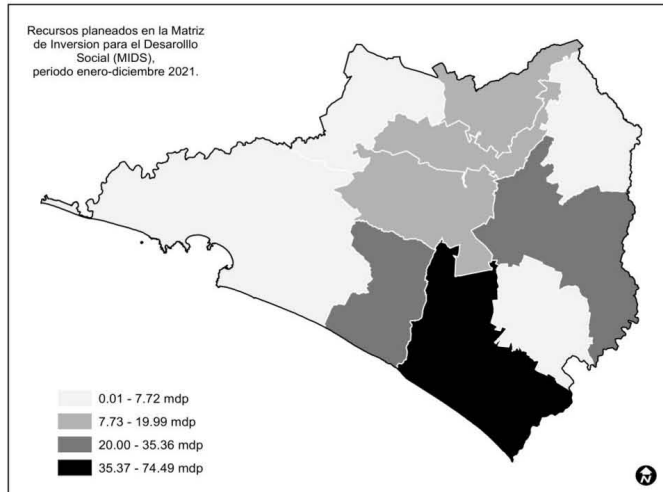 Recursos planeados en la Matriz
de Inversion para el Desarolllo
Social (MIDS),
periodo enero-diciembre 2021.
0.01 - 7.72 mdp
7.73 - 19.99 mdp
20.00 - 35.36 mdp
35.37 - 74.49 mdp
N